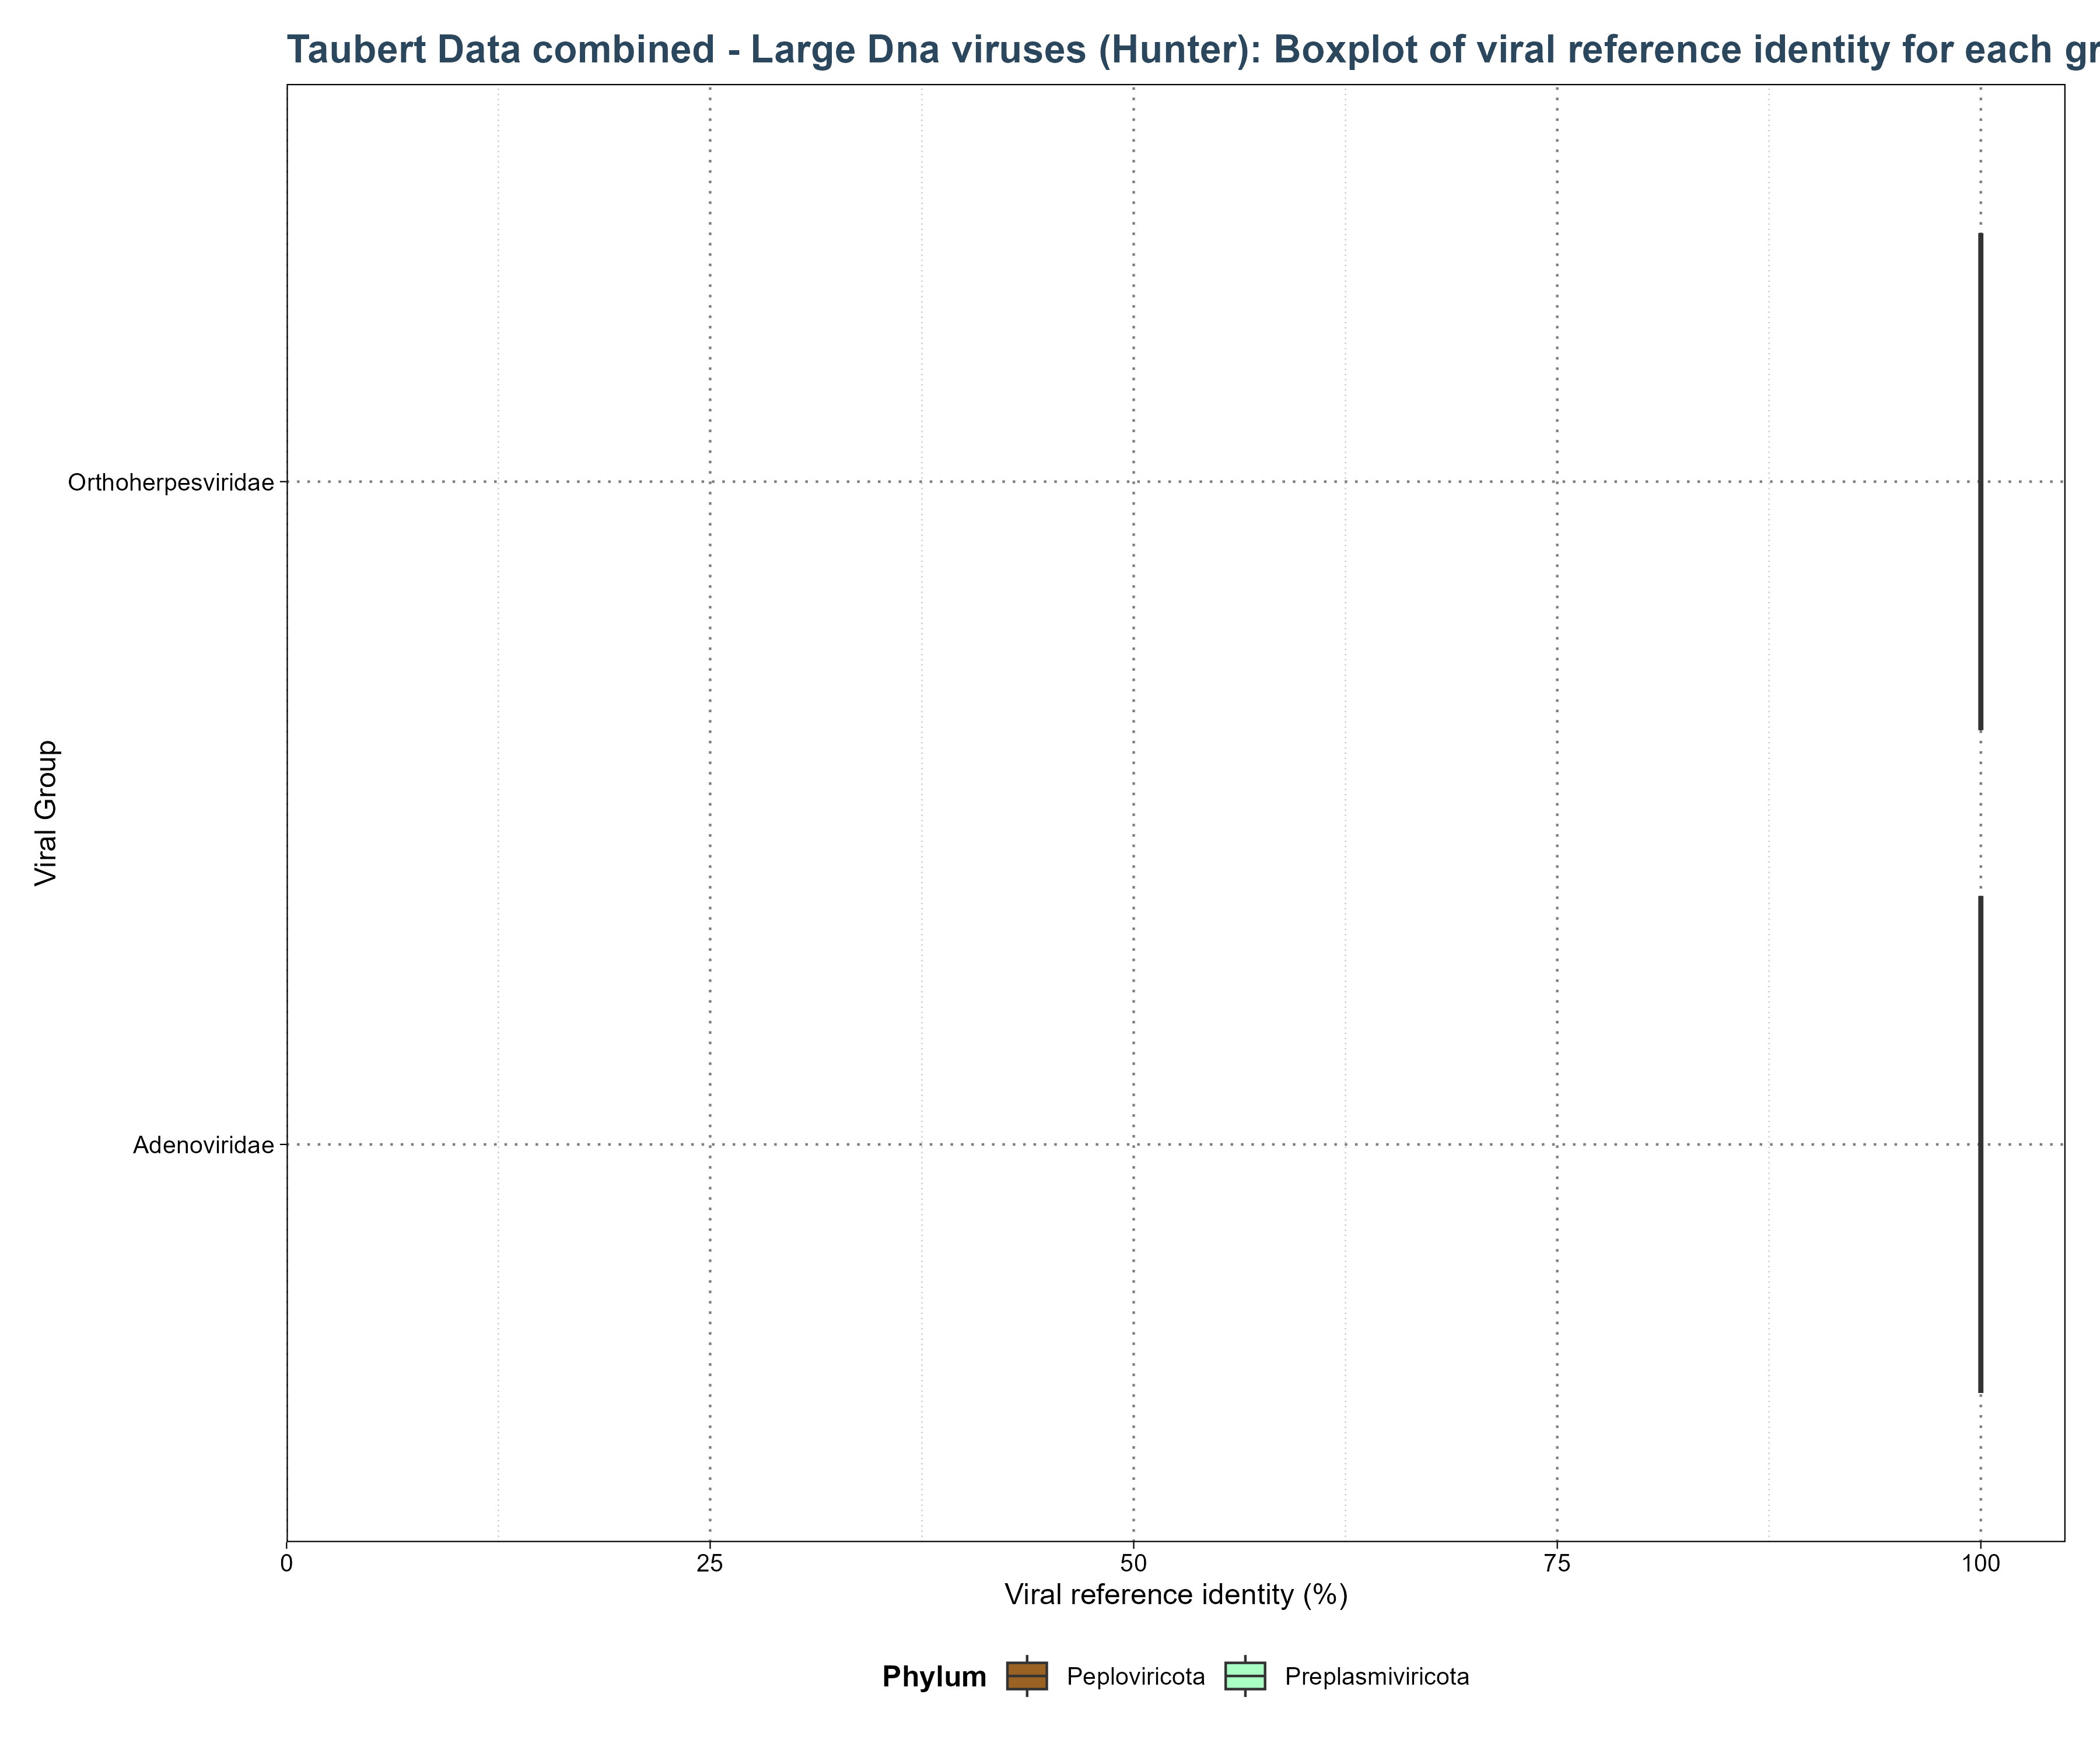 Taubert Data combined - Large Dna viruses (Hunter): Boxplot of viral reference identity for each
Orthoherpesviridae
Viral Group
Adenoviridae
0 25 50 75 100
Viral reference identity (%)
Phylum Peploviricota Preplasmiviricota